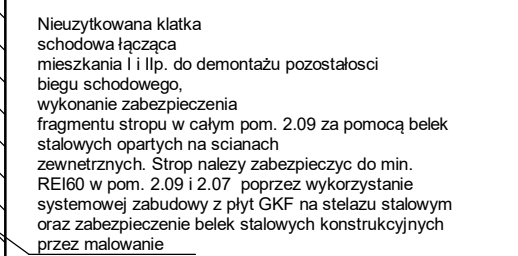 Nieuzytkowana klatka
schodowa łącząca
mieszkania I i IIp. do demontażu pozostałosci
biegu schodowego,
wykonanie zabezpieczenia
fragmentu stropu w całym pom. 2.09 za pomocą belek
stalowych opartych na scianach
zewnetrznych. Strop nalezy zabezpieczyc do min.
REI60 w pom. 2.09 i 2.07 poprzez wykorzystanie
systemowej zabudowy z płyt GKF na stelazu stalowym
oraz zabezpieczenie belek stalowych konstrukcyjnych
przez malowanie